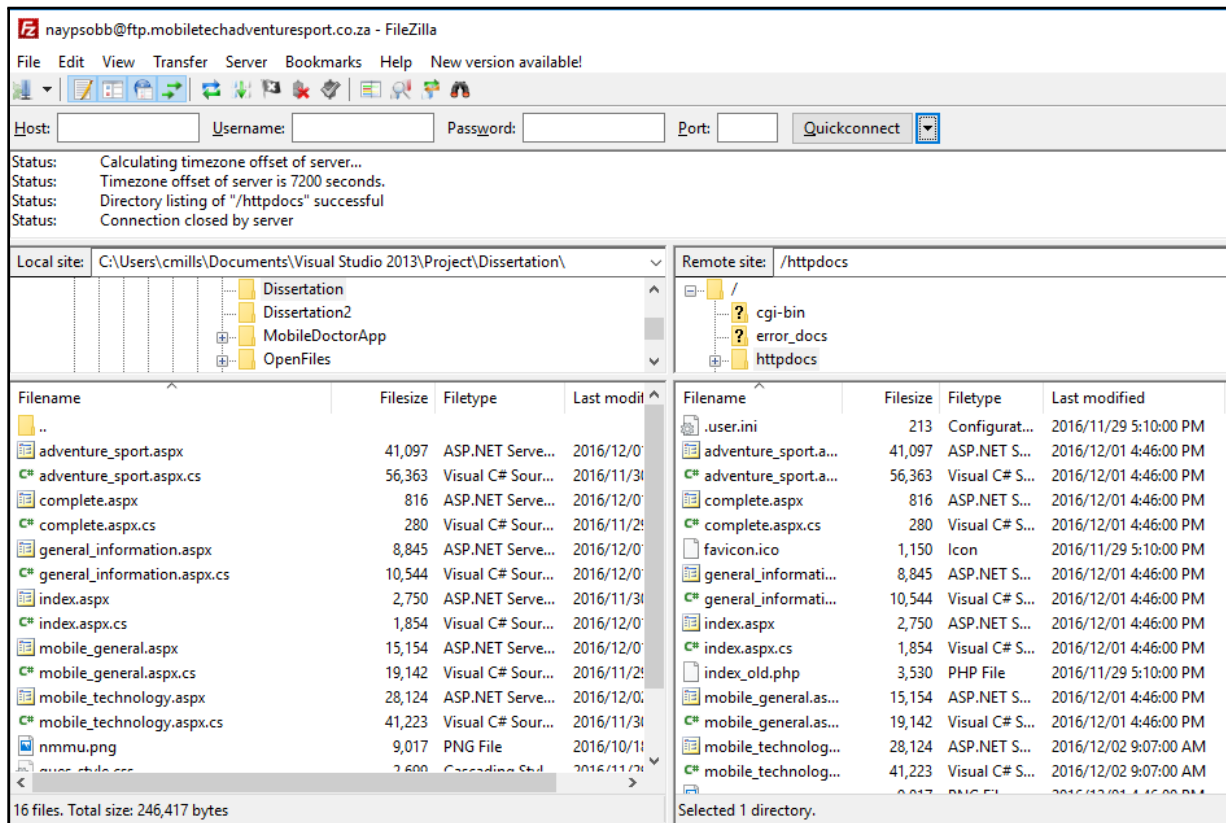 naypsobb@ftp.mobiletechadventuresport.co.za - FileZilla
File Edit View Transfer Server Bookmarks Help New version available!
Host: Username: Password: Port: Quickconnect
Status: Calculating timezone offset of server...
Status: Timezone offset of server is 7200 seconds.
Status: Directory listing of "/httpdocs" successful
Status: Connection closed by server
Local site: C:\Users\cmills\Documents\Visual Studio 2013\Project\Dissertation\
Dissertation
Dissertation2
MobileDoctorApp
OpenFiles
Filename Filesize Filetype Last modif
..
adventure_sport.aspx 41,097 ASP.NET Serve... 2016/12/01
adventure_sport.aspx.cs 56,363 Visual C# Sour... 2016/11/30
complete.aspx 816 ASP.NET Serve... 2016/12/01
complete.aspx.cs 280 Visual C# Sour... 2016/11/29
general_information.aspx 8,845 ASP.NET Serve... 2016/12/01
general_information.aspx.cs 10,544 Visual C# Sour... 2016/12/01
index.aspx 2,750 ASP.NET Serve... 2016/11/30
index.aspx.cs 1,854 Visual C# Sour... 2016/12/01
mobile_general.aspx 15,154 ASP.NET Serve... 2016/12/01
mobile_general.aspx.cs 19,142 Visual C# Sour... 2016/11/29
mobile_technology.aspx 28,124 ASP.NET Serve... 2016/12/02
mobile_technology.aspx.cs 41,223 Visual C# Sour... 2016/11/30
nmmu.png 9,017 PNG File 2016/10/18
ques_style.css 2,699 Cascading Styl...
16 files. Total size: 246,417 bytes
Remote site: /httpdocs
/
cgi-bin
error_docs
httpdocs
Filename Filesize Filetype Last modified
.user.ini 213 Configurat... 2016/11/29 5:10:00 PM
adventure_sport.a... 41,097 ASP.NET S... 2016/12/01 4:46:00 PM
adventure_sport.a... 56,363 Visual C# S... 2016/12/01 4:46:00 PM
complete.aspx 816 ASP.NET S... 2016/12/01 4:46:00 PM
complete.aspx.cs 280 Visual C# S... 2016/12/01 4:46:00 PM
favicon.ico 1,150 Icon 2016/11/29 5:10:00 PM
general_informati... 8,845 ASP.NET S... 2016/12/01 4:46:00 PM
general_informati... 10,544 Visual C# S... 2016/12/01 4:46:00 PM
index.aspx 2,750 ASP.NET S... 2016/12/01 4:46:00 PM
index.aspx.cs 1,854 Visual C# S... 2016/12/01 4:46:00 PM
index_old.php 3,530 PHP File 2016/11/29 5:10:00 PM
mobile_general.as... 15,154 ASP.NET S... 2016/12/01 4:46:00 PM
mobile_general.as... 19,142 Visual C# S... 2016/12/01 4:46:00 PM
mobile_technolog... 28,124 ASP.NET S... 2016/12/02 9:07:00 AM
mobile_technolog... 41,223 Visual C# S... 2016/12/02 9:07:00 AM
Selected 1 directory.